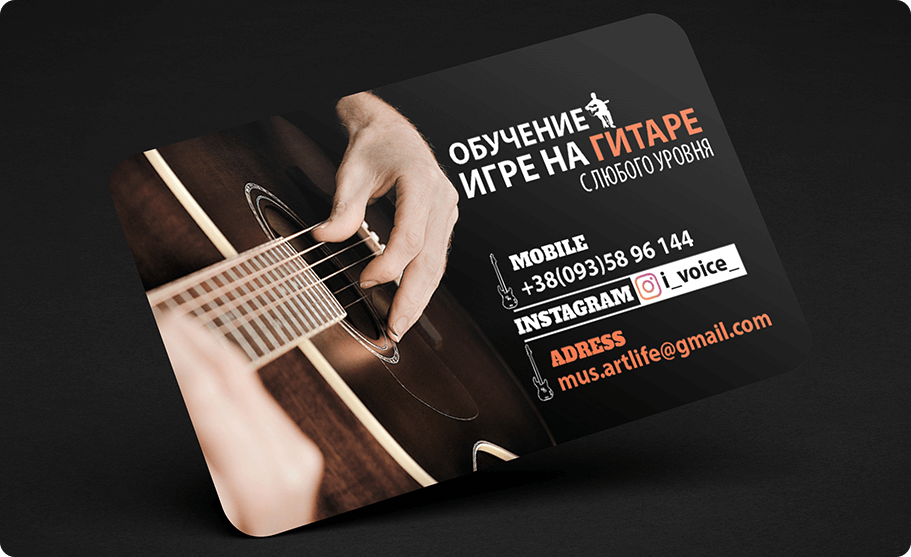 ОБУЧЕНИЕ
ИГРЕ НА ГИТАРЕ
С ЛЮБОГО УРОВНЯ
MOBILE
+38(093)58 96 144
INSTAGRAM i_voice_
ADRESS
mus.artlife@gmail.com